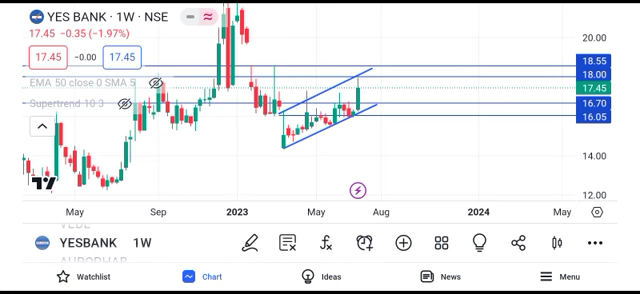 YES BANK · 1W · NSE
17.45 −0.35 (−1.97%)
17.45 −0.00 17.45
EMA 50 close 0 SMA 5
Supertrend 10 3
20.00
18.55
18.00
17.45
16.70
16.05
14.00
12.00
May Sep 2023 May Aug 2024 May
YESBANK 1W
Watchlist Chart Ideas News Menu